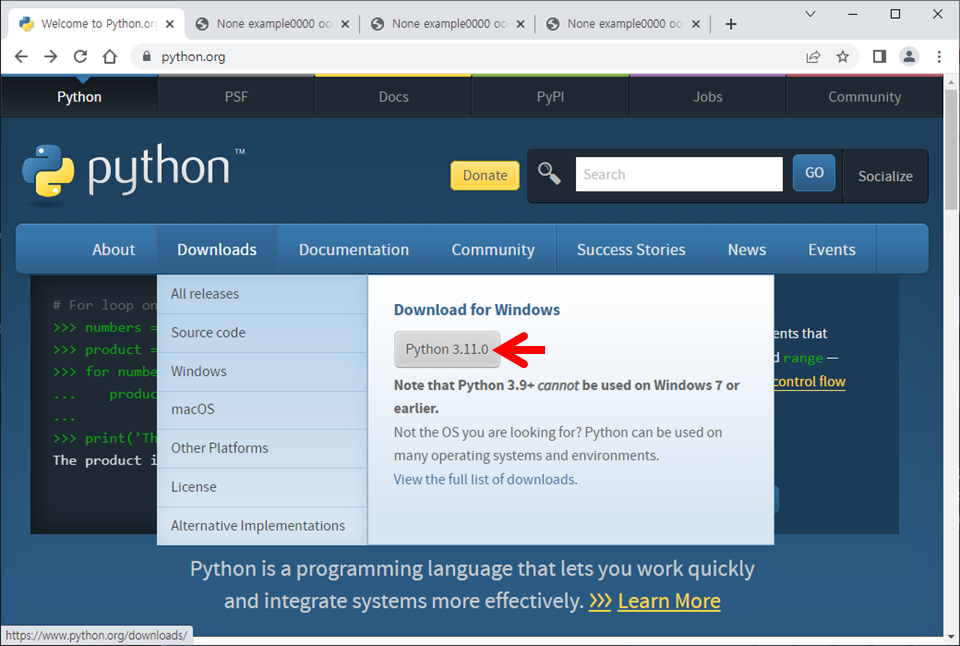 Welcome to Python.org
None example0000
None example0000
None example0000
python.org
Python
PSF
Docs
PyPI
Jobs
Community
python™
Donate
Search
GO
Socialize
About
Downloads
Documentation
Community
Success Stories
News
Events
# For loop on
>>> numbers =
>>> product =
>>> for numbe
... produc
...
>>> print('Th
The product i
All releases
Source code
Windows
macOS
Other Platforms
License
Alternative Implementations
Download for Windows
Python 3.11.0
Note that Python 3.9+ cannot be used on Windows 7 or
earlier.
Not the OS you are looking for? Python can be used on
many operating systems and environments.
View the full list of downloads.
ents that
d range —
control flow
Python is a programming language that lets you work quickly
and integrate systems more effectively. >>> Learn More
https://www.python.org/downloads/